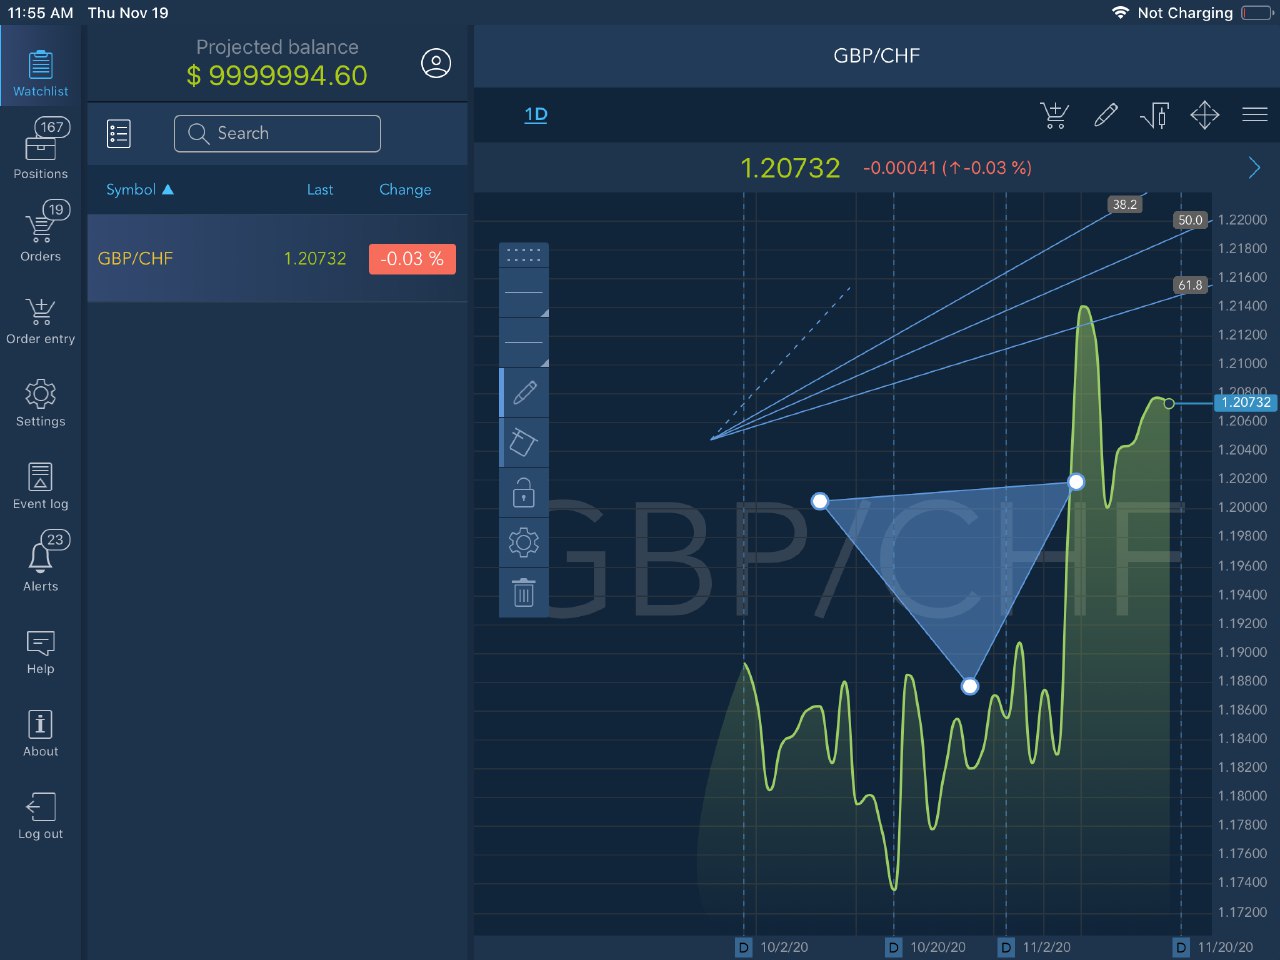 11:55 AM Thu Nov 19
Not Charging
Watchlist
167
Positions
19
Orders
Order entry
Settings
Event log
23
Alerts
Help
About
Log out
Projected balance
$ 9999994.60
Search
Symbol ▲ Last Change
GBP/CHF 1.20732 -0.03 %
GBP/CHF
1D
1.20732 -0.00041 (↑-0.03 %)
38.2
50.0
61.8
GBP/CHF
1.22000
1.21800
1.21600
1.21400
1.21200
1.21000
1.20800
1.20732
1.20600
1.20400
1.20200
1.20000
1.19800
1.19600
1.19400
1.19200
1.19000
1.18800
1.18600
1.18400
1.18200
1.18000
1.17800
1.17600
1.17400
1.17200
D 10/2/20 D 10/20/20 D 11/2/20 D 11/20/20